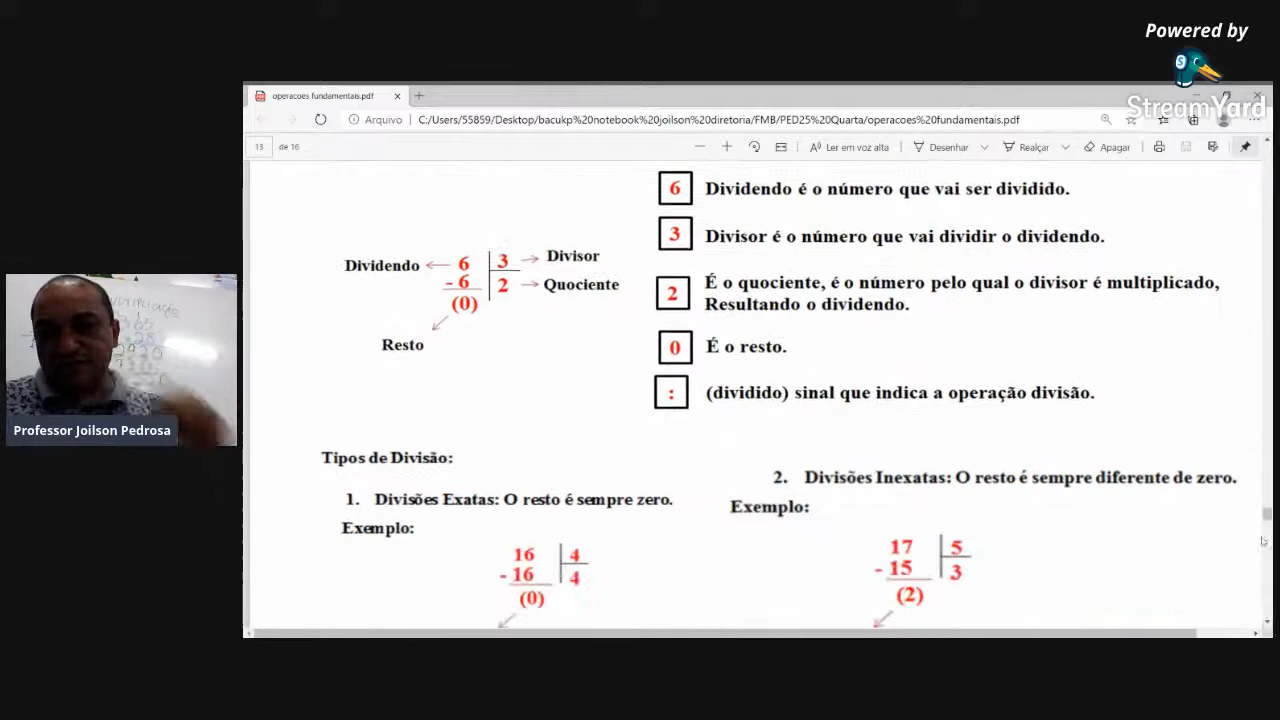 Powered by
StreamYard
operacoes fundamentais.pdf
Arquivo C:/Users/55859/Desktop/bacukp%20notebook%20joilson%20diretoria/FMB/PED25%20Quarta/operacoes%20fundamentais.pdf
13 de 16
Ler em voz alta
Desenhar
Realçar
Apagar
6 Dividendo é o número que vai ser dividido.
3 Divisor é o número que vai dividir o dividendo.
2 É o quociente, é o número pelo qual o divisor é multiplicado,
Resultando o dividendo.
0 É o resto.
: (dividido) sinal que indica a operação divisão.
Dividendo 6 3 Divisor
- 6 2 Quociente
(0)
Resto
Professor Joilson Pedrosa
Tipos de Divisão:
1. Divisões Exatas: O resto é sempre zero.
Exemplo:
16 4
- 16 4
(0)
2. Divisões Inexatas: O resto é sempre diferente de zero.
Exemplo:
17 5
- 15 3
(2)